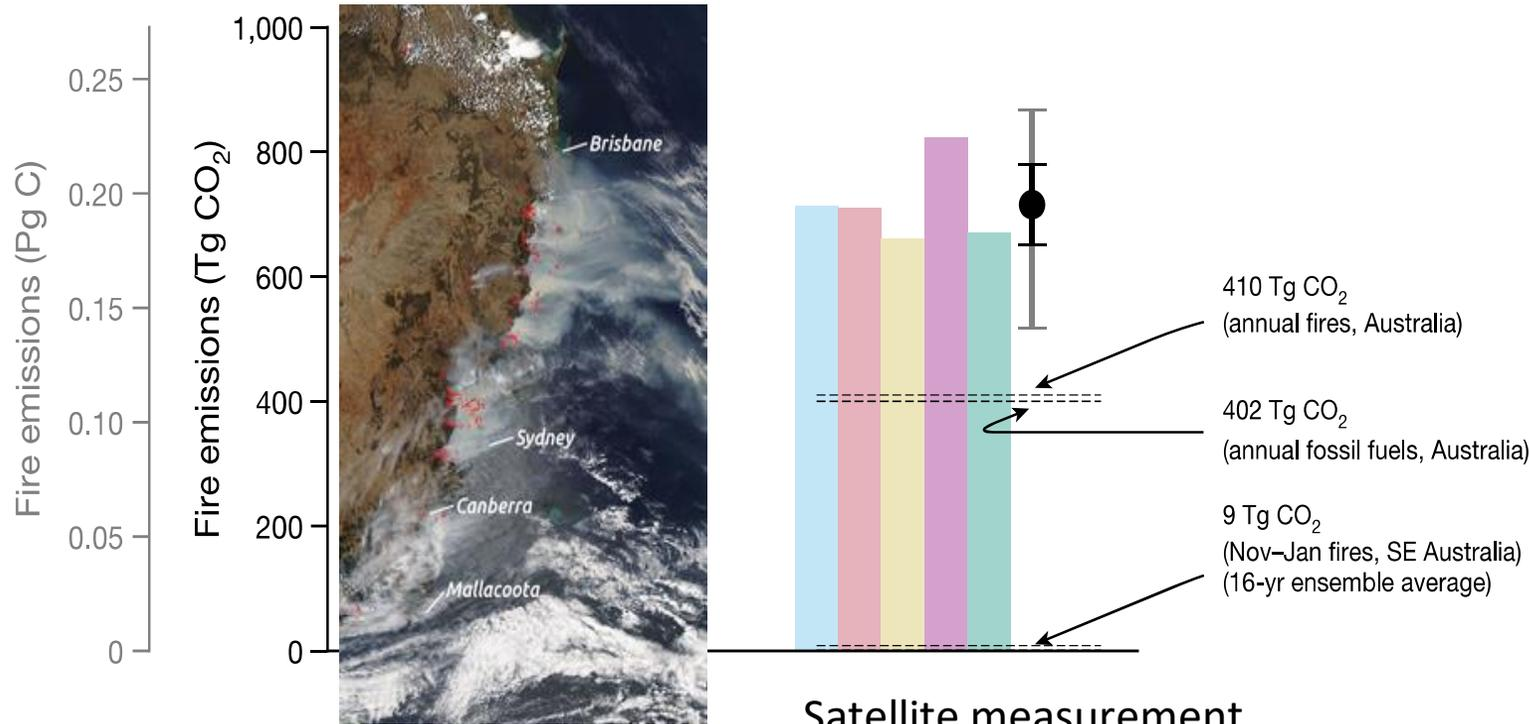 Fire emissions (Pg C)
0.25
0.20
0.15
0.10
0.05
0
Fire emissions (Tg CO2)
1,000
800
600
400
200
0
Brisbane
Sydney
Canberra
Mallacoota
410 Tg CO2
(annual fires, Australia)
402 Tg CO2
(annual fossil fuels, Australia)
9 Tg CO2
(Nov–Jan fires, SE Australia)
(16-yr ensemble average)
Satellite measurement